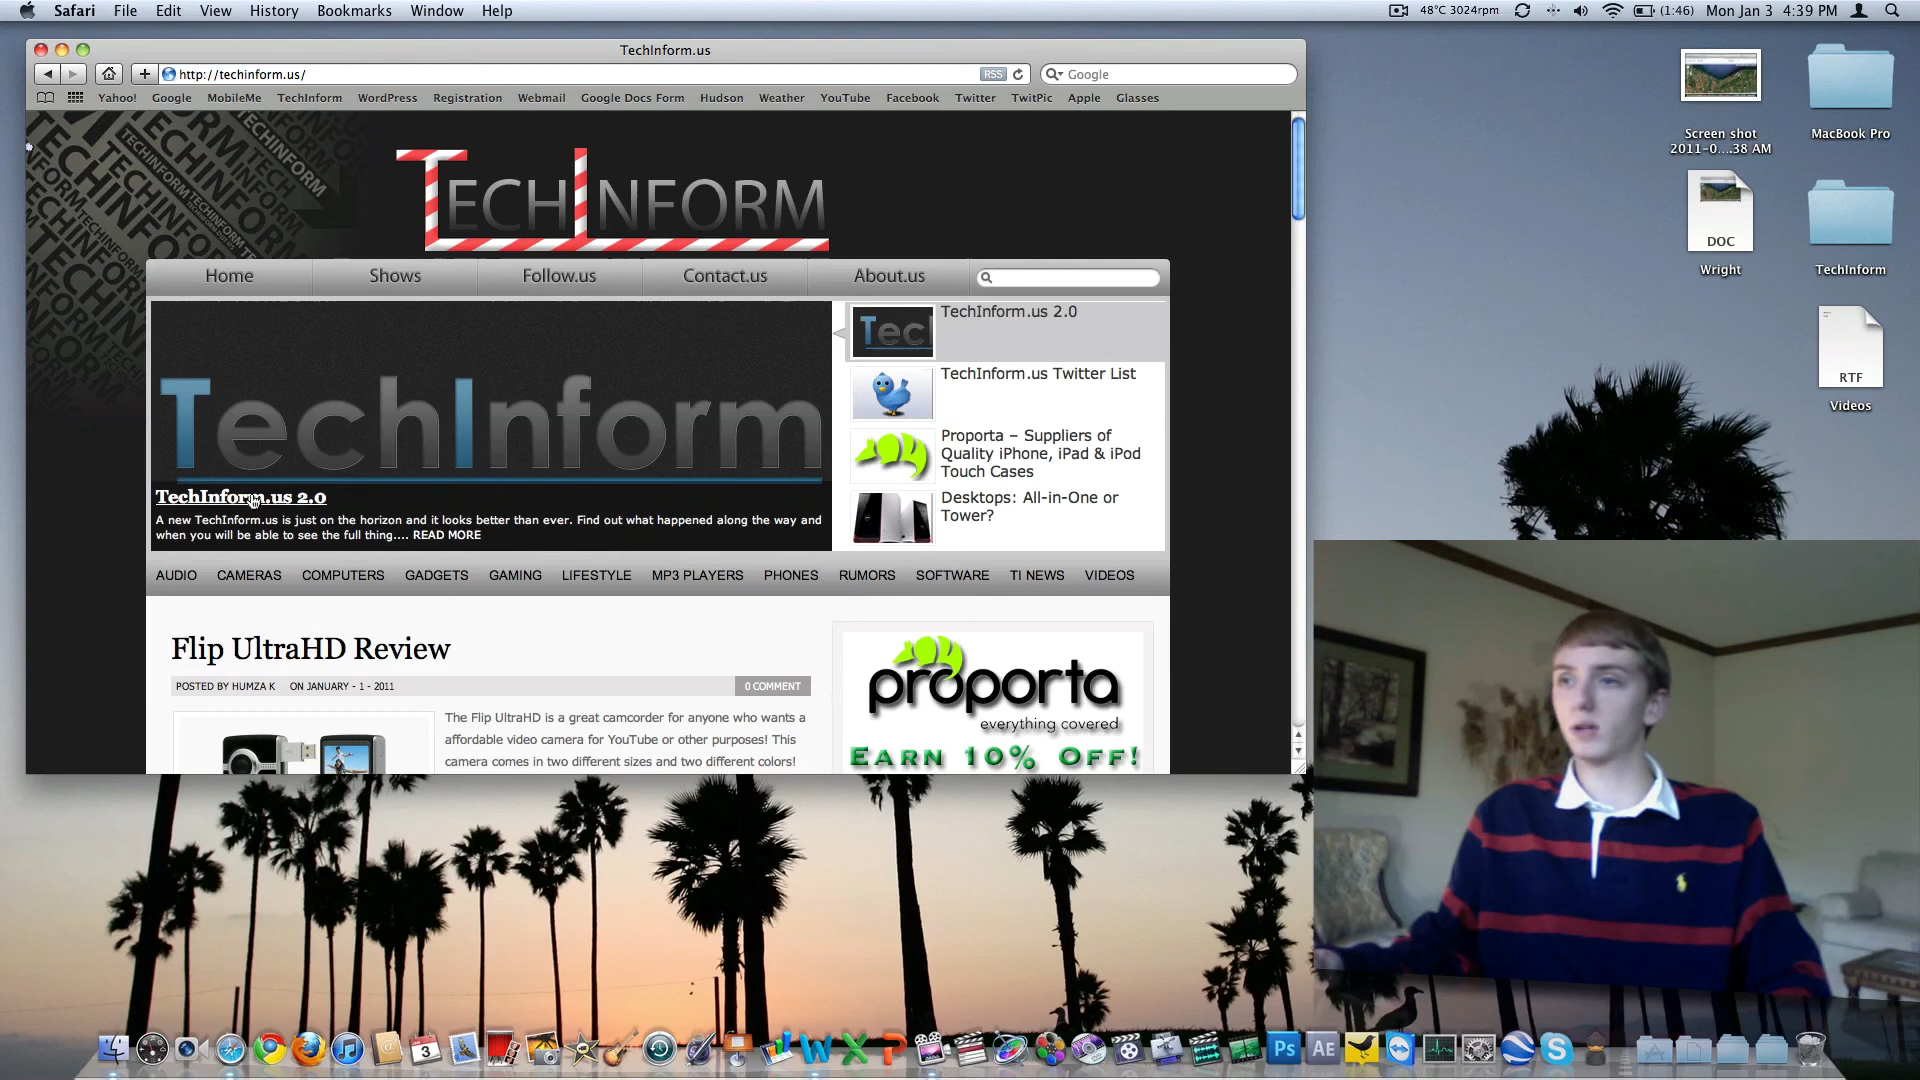 Safari File Edit View History Bookmarks Window Help 48°C 3024rpm (1:46) Mon Jan 3 4:39 PM
TechInform.us
http://techinform.us/ RSS Google
Yahoo! Google MobileMe TechInform WordPress Registration Webmail Google Docs Form Hudson Weather YouTube Facebook Twitter TwitPic Apple Glasses
TECHINFORM
Home Shows Follow.us Contact.us About.us
TechInform
TechInform.us 2.0
A new TechInform.us is just on the horizon and it looks better than ever. Find out what happened along the way and
when you will be able to see the full thing.... READ MORE
Tecl
TechInform.us 2.0
TechInform.us Twitter List
Proporta – Suppliers of
Quality iPhone, iPad & iPod
Touch Cases
Desktops: All-in-One or
Tower?
AUDIO CAMERAS COMPUTERS GADGETS GAMING LIFESTYLE MP3 PLAYERS PHONES RUMORS SOFTWARE TI NEWS VIDEOS
Flip UltraHD Review
POSTED BY HUMZA K ON JANUARY - 1 - 2011 0 COMMENT
The Flip UltraHD is a great camcorder for anyone who wants a
affordable video camera for YouTube or other purposes! This
camera comes in two different sizes and two different colors!
proporta
everything covered
EARN 10% OFF!
Screen shot
2011-0....38 AM
MacBook Pro
DOC
Wright
TechInform
RTF
Videos
3 W X P Ps AE S